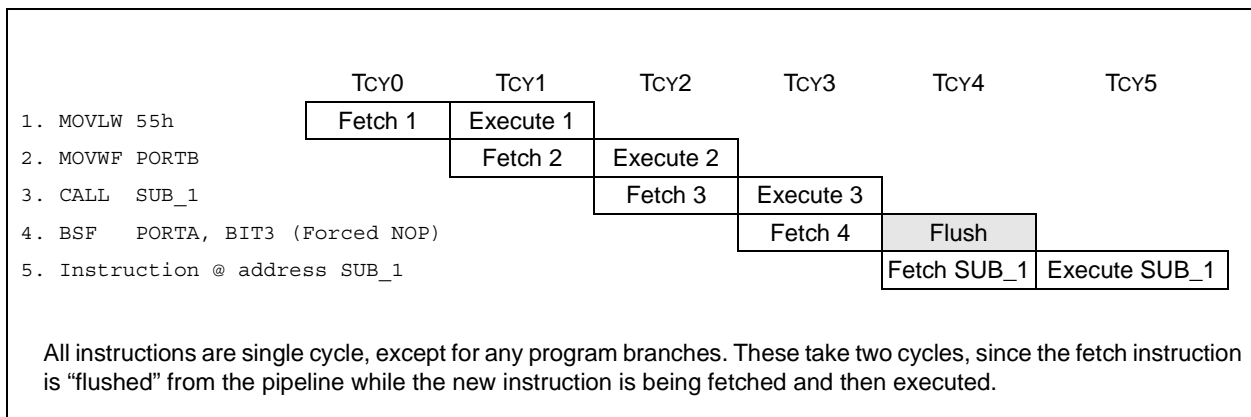 TCY0 TCY1 TCY2 TCY3 TCY4 TCY5
1. MOVLW 55h Fetch 1 Execute 1
2. MOVWF PORTB Fetch 2 Execute 2
3. CALL SUB_1 Fetch 3 Execute 3
4. BSF PORTA, BIT3 (Forced NOP) Fetch 4 Flush
5. Instruction @ address SUB_1 Fetch SUB_1 Execute SUB_1
All instructions are single cycle, except for any program branches. These take two cycles, since the fetch instruction
is “flushed” from the pipeline while the new instruction is being fetched and then executed.